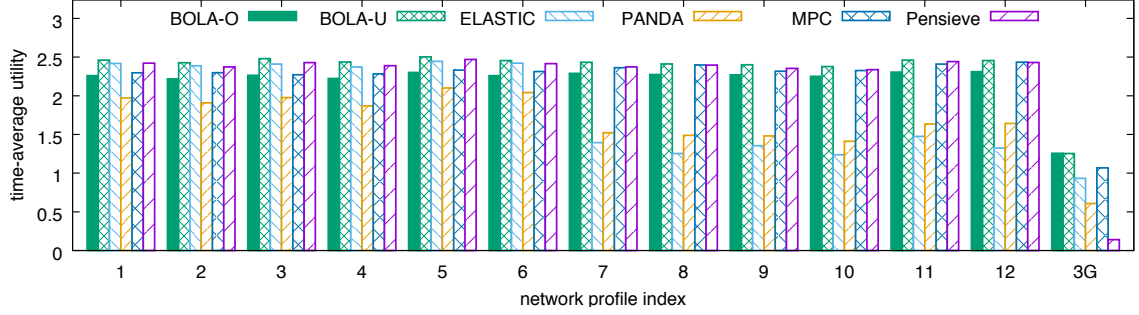 BOLA-O BOLA-U ELASTIC PANDA MPC Pensieve
time-average utility
3
2.5
2
1.5
1
0.5
0
1 2 3 4 5 6 7 8 9 10 11 12 3G
network profile index